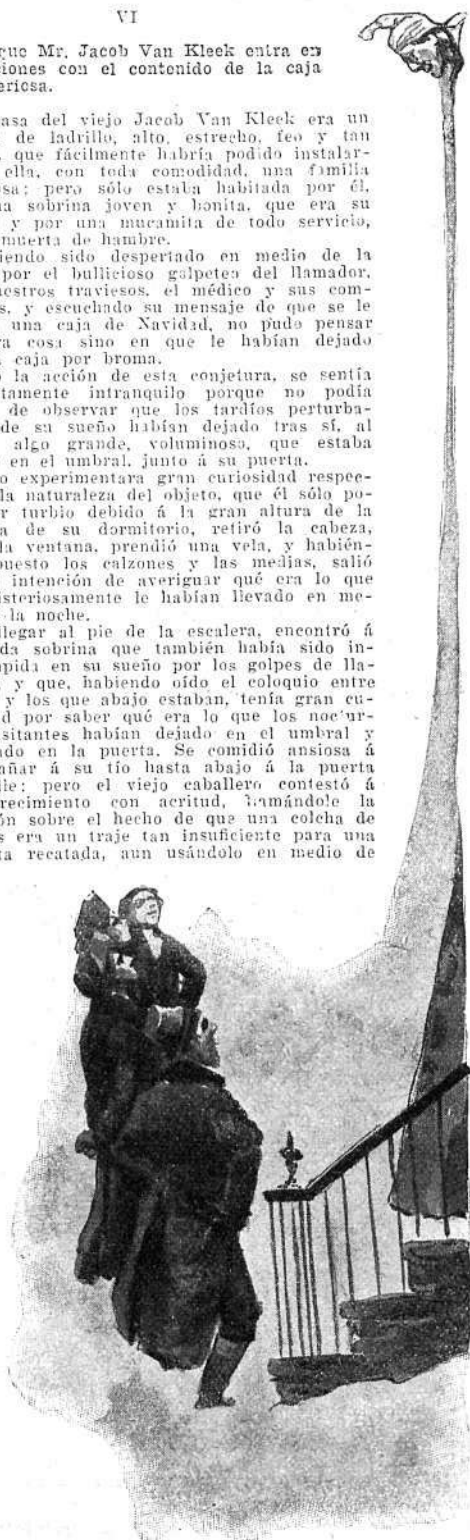 VI
que Mr. Jacob Van Kleek entra en
ciones con el contenido de la caja
eriosa.
asa del viejo Jacob Van Kleek era un
de ladrillo, alto, estrecho, feo y tan
, que fácilmente habría podido instalar-
ella, con toda comodidad, una familia
sa; pero sólo estaba habitada por él,
na sobrina joven y bonita, que era su
y por una mucamita de todo servicio,
muerta de hambre.
iendo sido despertado en medio de la
por el bullicioso galpeteo del llamador,
estros traviesos, el médico y sus com-
s, y escuchado su mensaje de que se le
una caja de Navidad, no pudo pensar
ra cosa sino en que le habían dejado
caja por broma.
o la acción de esta conjetura, se sentía
tamente intranquilo porque no podía
de observar que los tardíos perturba-
de su sueño habían dejado tras sí, al
algo grande, voluminoso, que estaba
en el umbral, junto á su puerta.
o experimentara gran curiosidad respec-
la naturaleza del objeto, que él sólo po-
r turbio debido á la gran altura de la
a de su dormitorio, retiró la cabeza,
la ventana, prendió una vela, y habién-
puesto los calzones y las medias, salió
intención de averiguar qué era lo que
isteriosamente le habían llevado en me-
la noche.
llegar al pie de la escalera, encontró á
da sobrina que también había sido in-
mpida en su sueño por los golpes de lla-
y que, habiendo oído el coloquio entre
y los que abajo estaban, tenía gran cu-
d por saber qué era lo que los noctur-
sitantes habían dejado en el umbral y
do en la puerta. Se comidió ansiosa á
añar á su tío hasta abajo á la puerta
lle; pero el viejo caballero contestó á
recimiento con acritud, llamándole la
ón sobre el hecho de que una colcha de
s era un traje tan insuficiente para una
ta recatada, aun usándolo en medio de